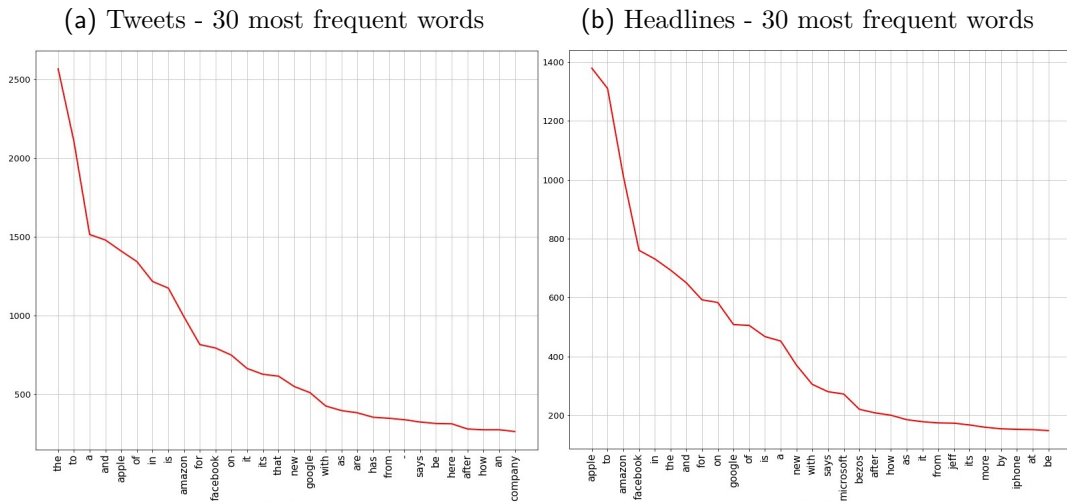 (a) Tweets - 30 most frequent words
2500
2000
1500
1000
500
the
to
a
and
apple
of
in
is
amazon
for
facebook
on
it
its
that
new
google
with
as
are
has
from
-
says
be
here
after
how
an
company
(b) Headlines - 30 most frequent words
1400
1200
1000
800
600
400
200
apple
to
amazon
facebook
in
the
and
for
on
google
of
is
a
new
with
says
microsoft
bezos
after
how
as
it
from
jeff
its
more
by
iphone
at
be